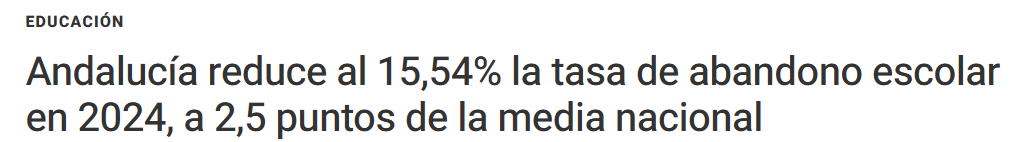 EDUCACIÓN
Andalucía reduce al 15,54% la tasa de abandono escolar
en 2024, a 2,5 puntos de la media nacional